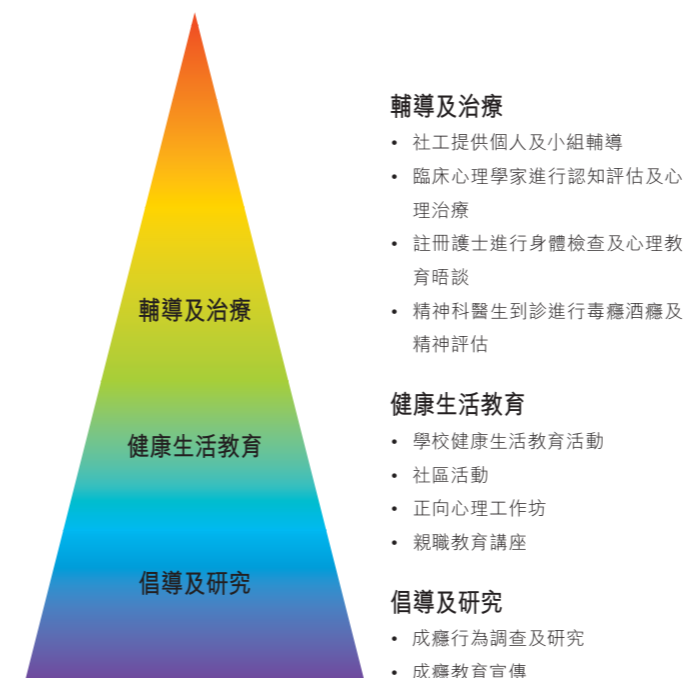 輔導及治療
健康生活教育
倡導及研究
輔導及治療
• 社工提供個人及小組輔導
• 臨床心理學家進行認知評估及心
理治療
• 註冊護士進行身體檢查及心理教
育晤談
• 精神科醫生到診進行毒癮酒癮及
精神評估
健康生活教育
• 學校健康生活教育活動
• 社區活動
• 正向心理工作坊
• 親職教育講座
倡導及研究
• 成癮行為調查及研究
• 成癮教育宣傳